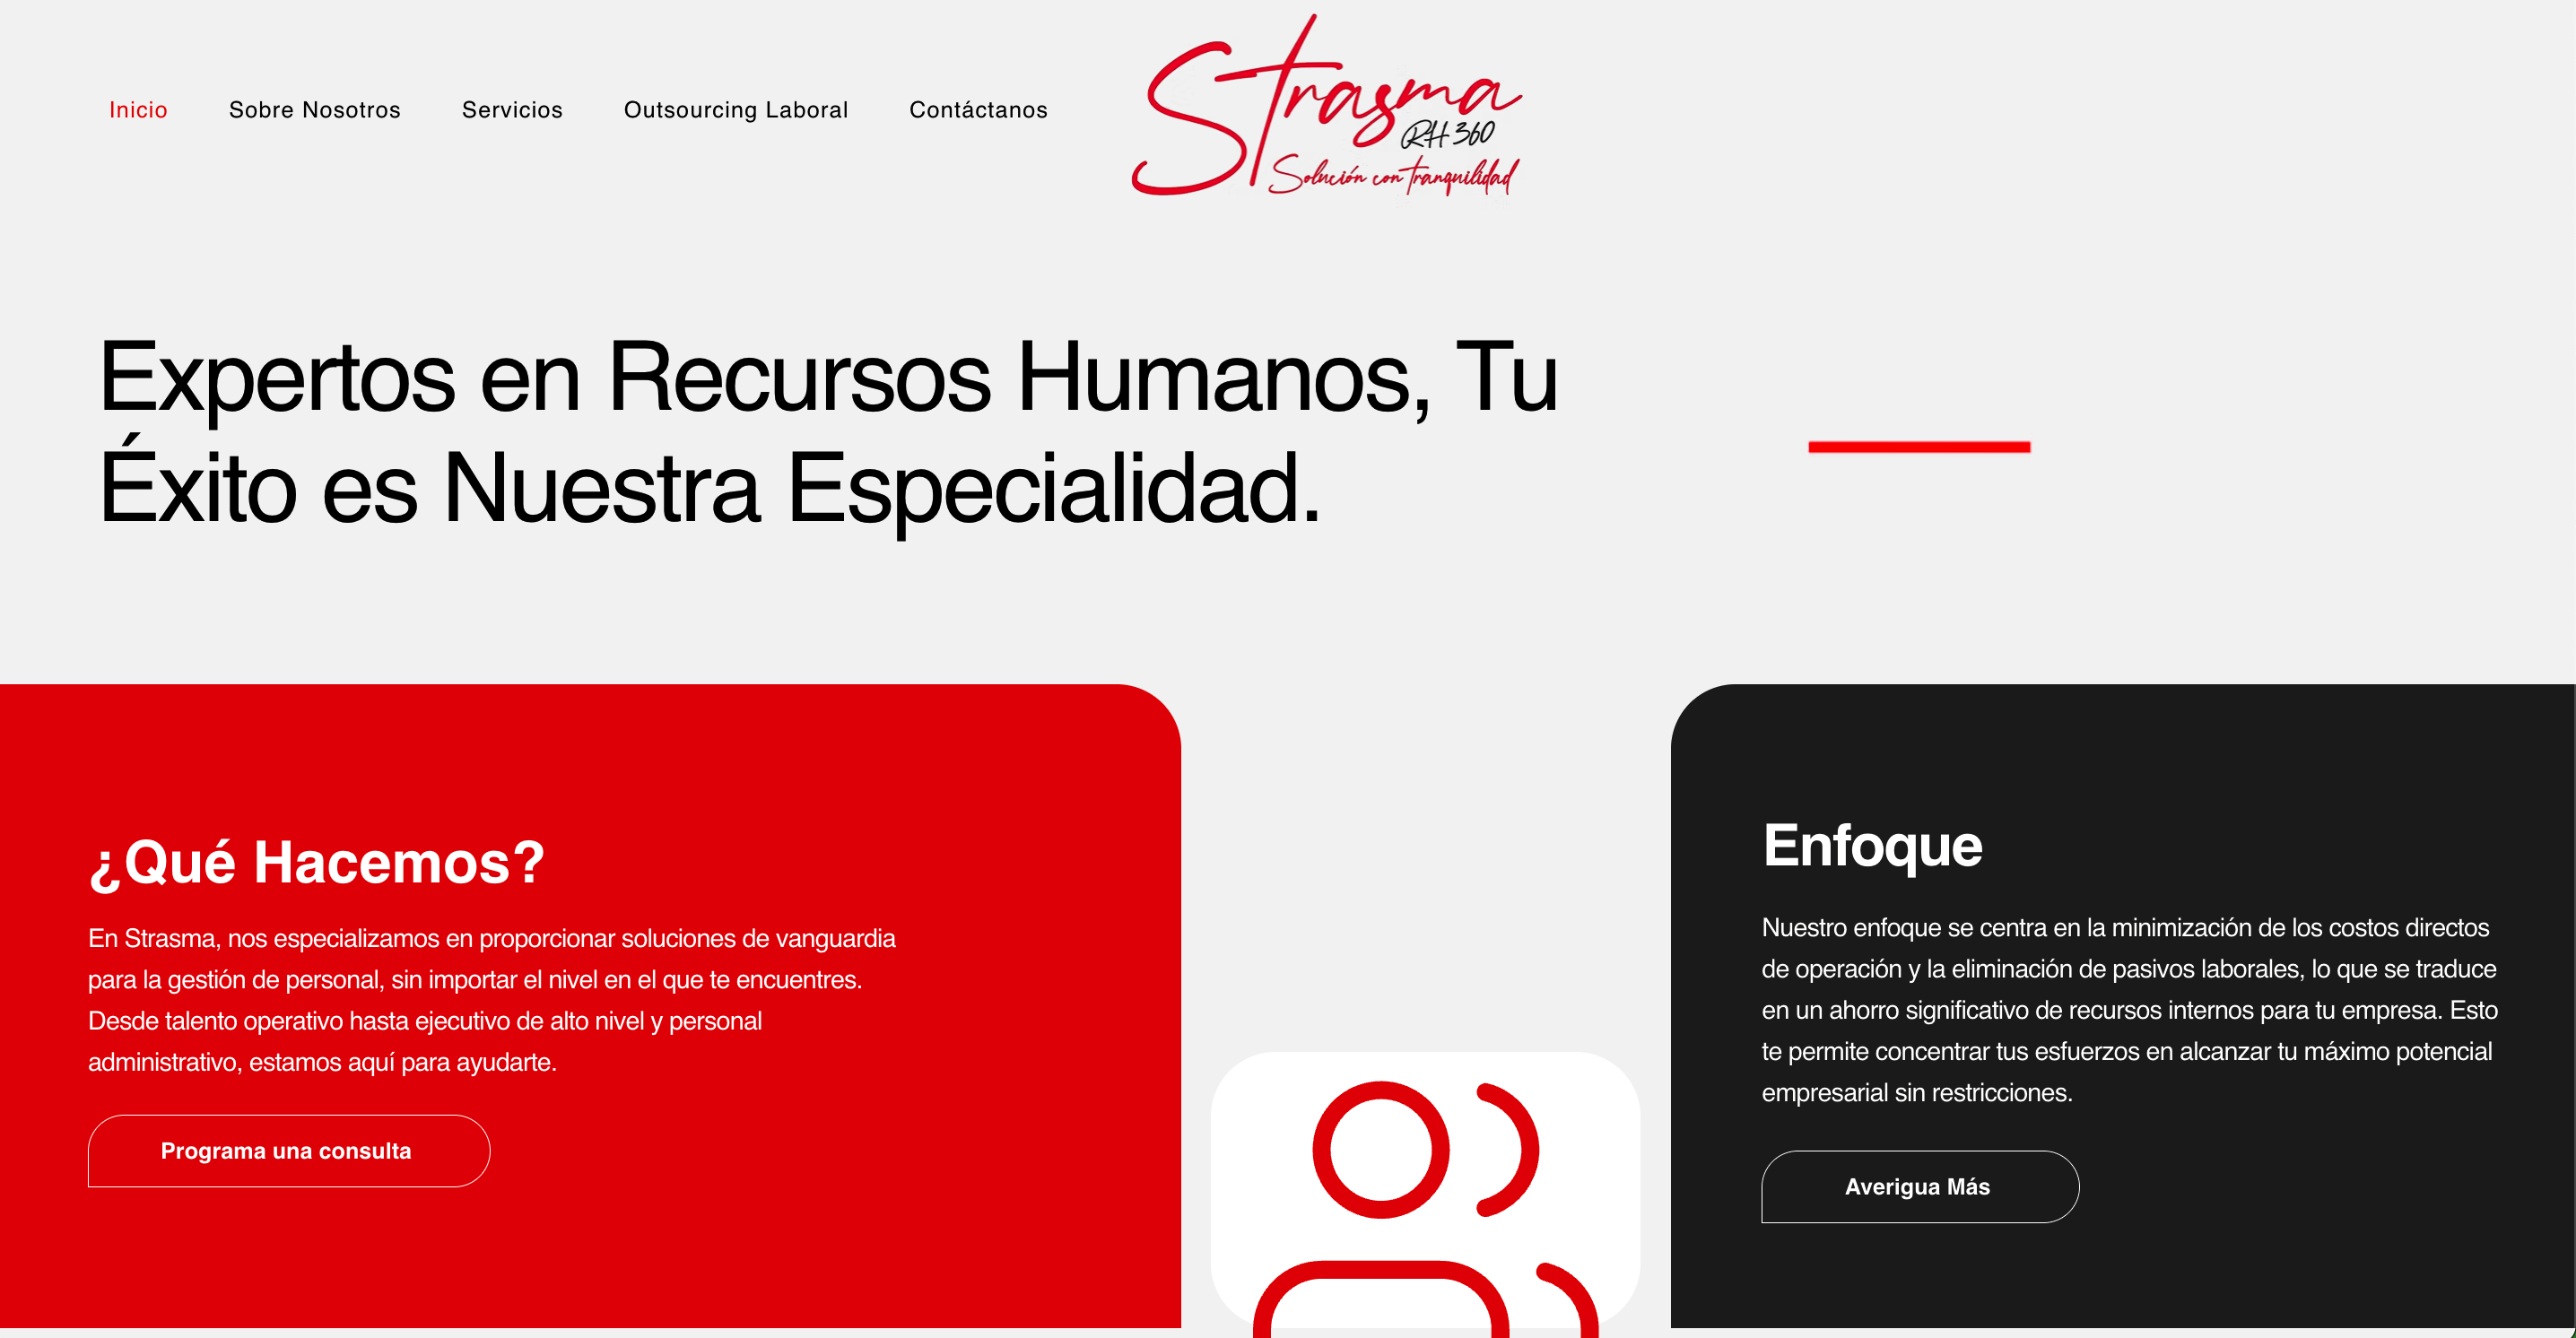 Inicio Sobre Nosotros Servicios Outsourcing Laboral Contáctanos
Strasma
RH 360
Solución con tranquilidad
Expertos en Recursos Humanos, Tu
Éxito es Nuestra Especialidad.
¿Qué Hacemos?
En Strasma, nos especializamos en proporcionar soluciones de vanguardia
para la gestión de personal, sin importar el nivel en el que te encuentres.
Desde talento operativo hasta ejecutivo de alto nivel y personal
administrativo, estamos aquí para ayudarte.
Programa una consulta
Enfoque
Nuestro enfoque se centra en la minimización de los costos directos
de operación y la eliminación de pasivos laborales, lo que se traduce
en un ahorro significativo de recursos internos para tu empresa. Esto
te permite concentrar tus esfuerzos en alcanzar tu máximo potencial
empresarial sin restricciones.
Averigua Más